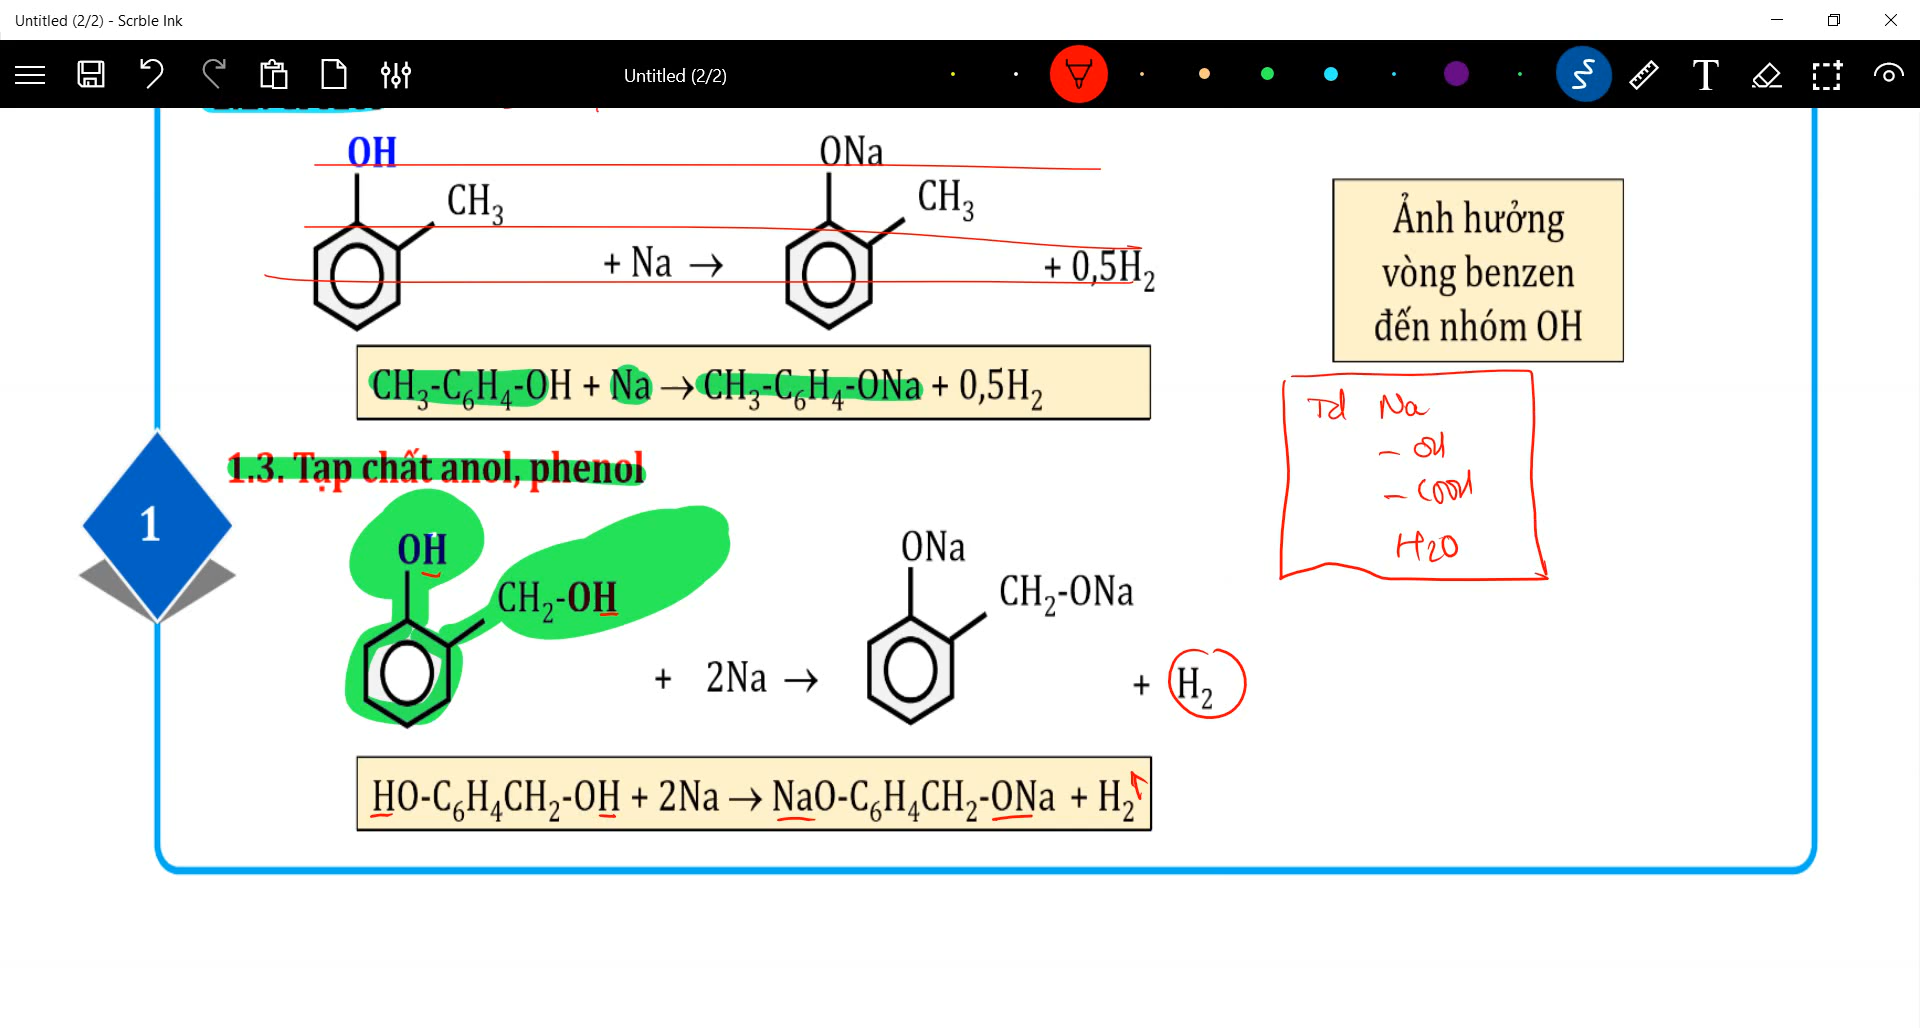 Untitled (2/2) - Scrble Ink
Untitled (2/2)
T
OH
CH₃
+ Na →
ONa
CH₃
+ 0,5H₂
Ảnh hưởng
vòng benzen
đến nhóm OH
CH₃-C₆H₄-OH + Na → CH₃-C₆H₄-ONa + 0,5H₂
Td Na
- OH
- COOH
H₂O
1.3. Tạp chất anol, phenol
1
OH
CH₂-OH
+ 2Na →
ONa
CH₂-ONa
+ H₂
HO-C₆H₄CH₂-OH + 2Na → NaO-C₆H₄CH₂-ONa + H₂